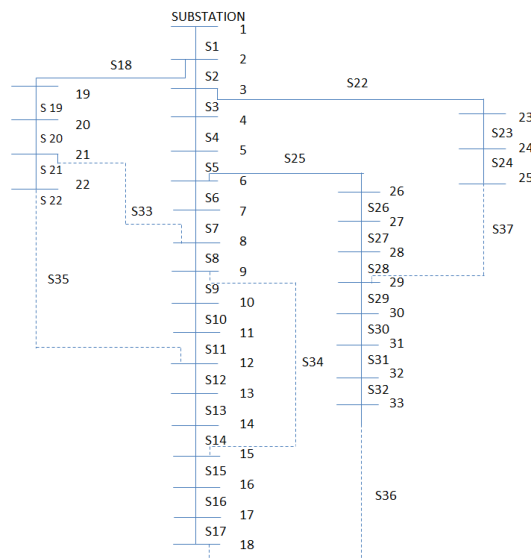 SUBSTATION
1
S1
S18
2
S2
S22
19
3
S 19
S3
20
4
23
S 20
S4
S23
21
5
S25
24
S 21
S5
S24
22
6
25
S 22
S6
26
S33
7
S26
27
S7
S37
8
S27
28
S8
S28
S35
9
29
S9
S29
10
30
S10
S30
11
31
S11
S31
12
S34
32
S12
S32
13
33
S13
14
S14
15
S15
16
S36
S16
17
S17
18